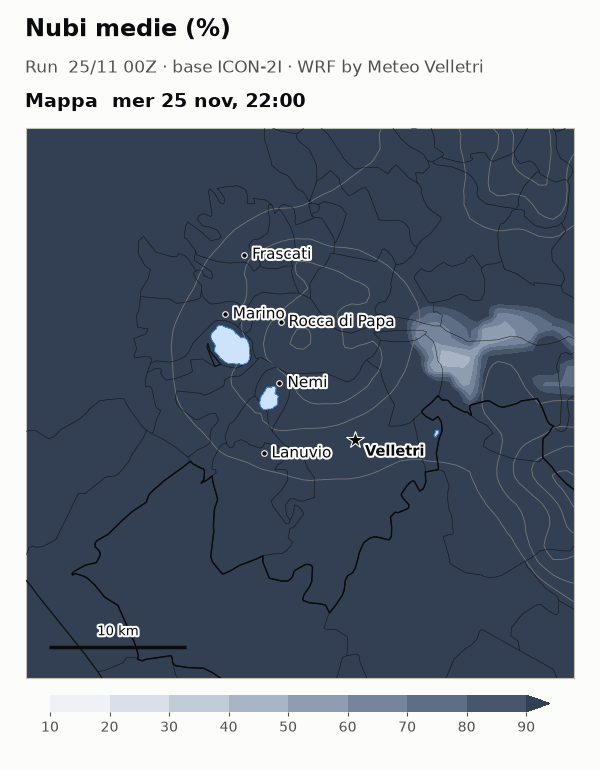 Nubi medie (%)
Run  25/11 00Z · base ICON-2I · WRF by Meteo Velletri
Mappa  mer 25 nov, 22:00
Frascati
Marino
Rocca di Papa
Nemi
Velletri
Lanuvio
10 km
10 20 30 40 50 60 70 80 90